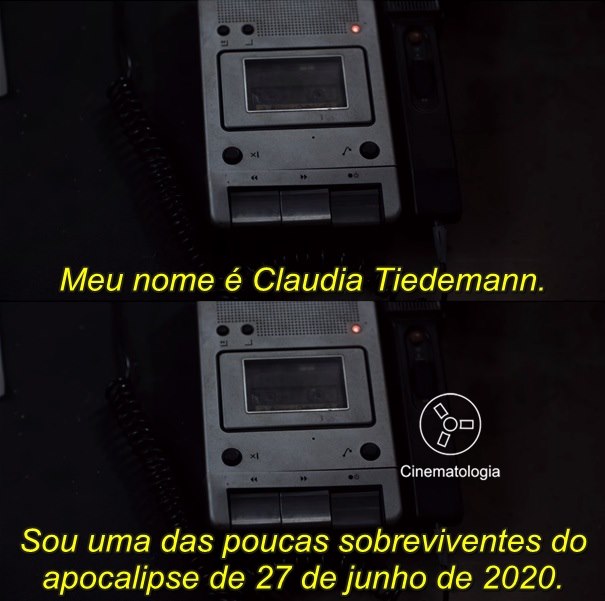 Meu nome é Claudia Tiedemann.
Cinematologia
Sou uma das poucas sobreviventes do
apocalipse de 27 de junho de 2020.